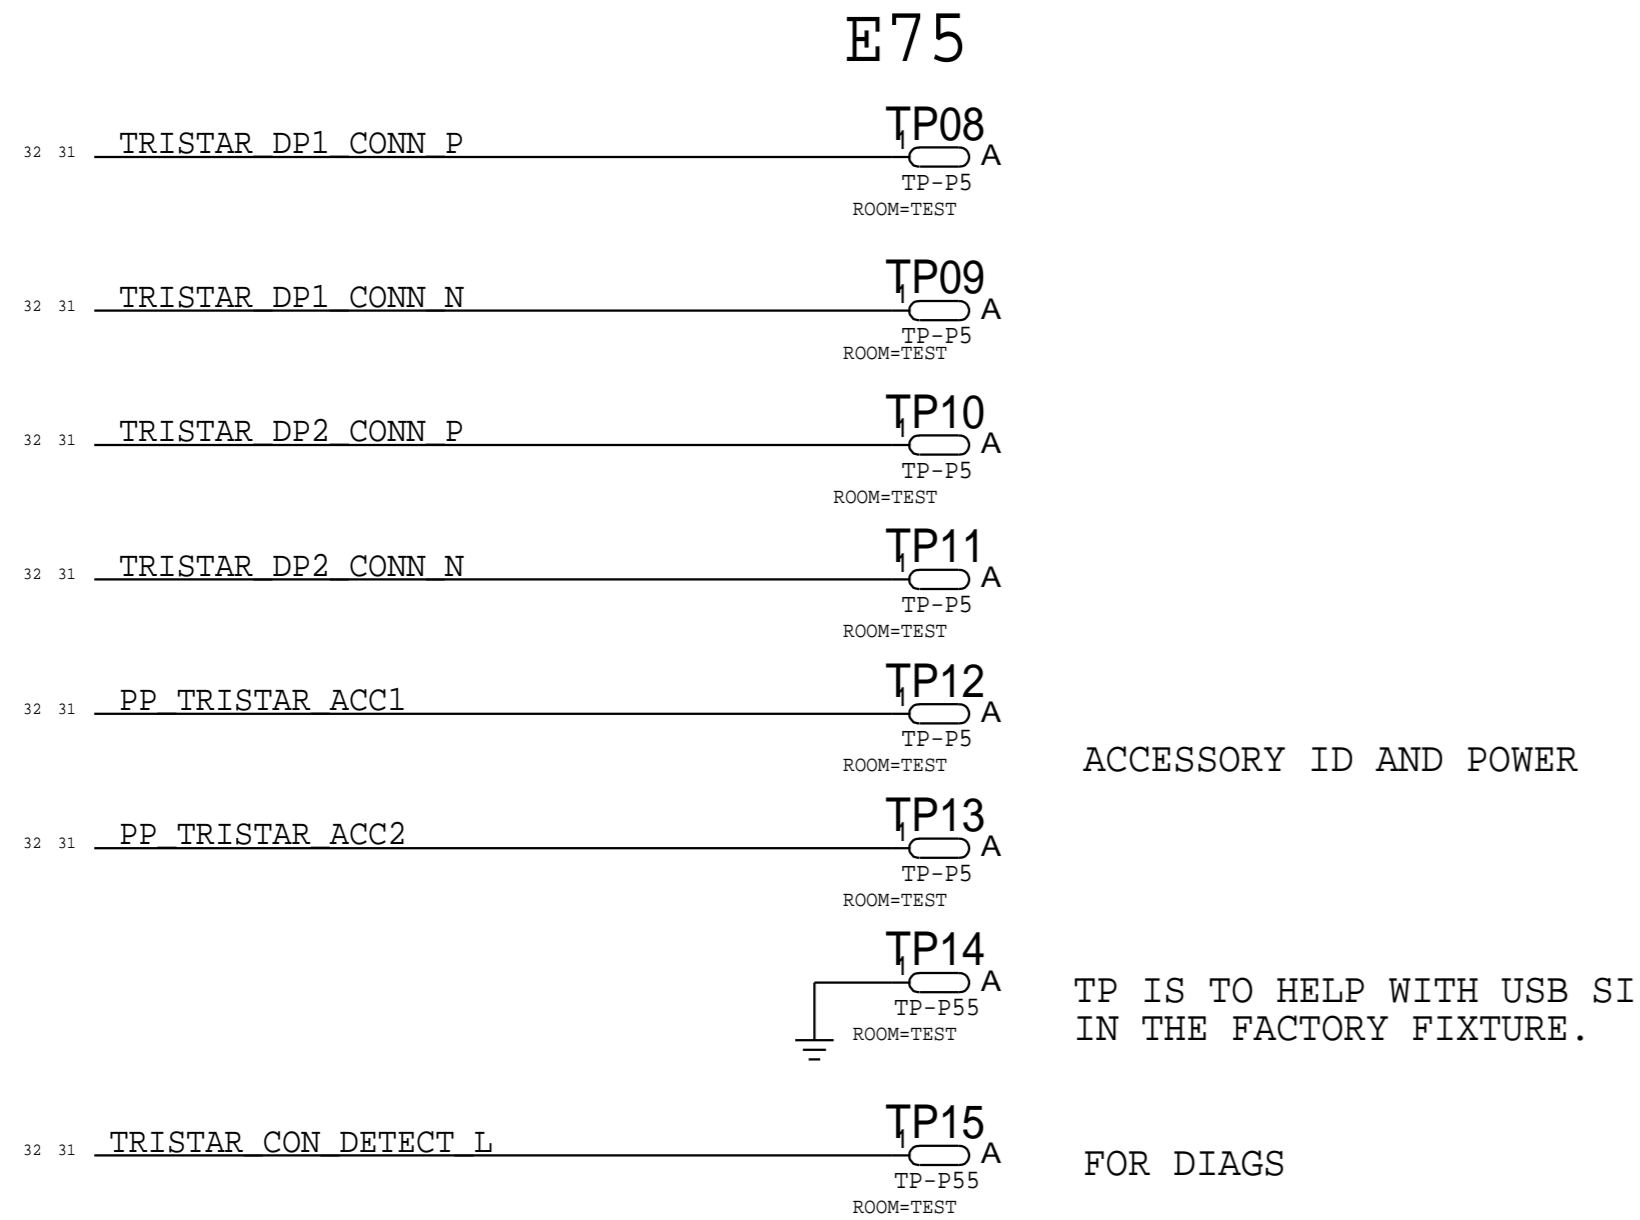 E75
TP08
1
32 31 TRISTAR_DP1_CONN_P
A
TP-P5
ROOM=TEST
TP09
1
32 31 TRISTAR_DP1_CONN_N
A
TP-P5
ROOM=TEST
TP10
1
32 31 TRISTAR_DP2_CONN_P
A
TP-P5
ROOM=TEST
TP11
1
32 31 TRISTAR_DP2_CONN_N
A
TP-P5
ROOM=TEST
TP12
1
32 31 PP_TRISTAR_ACC1
A
TP-P5
ROOM=TEST
ACCESSORY ID AND POWER
TP13
1
32 31 PP_TRISTAR_ACC2
A
TP-P5
ROOM=TEST
TP14
1
A
TP-P55
ROOM=TEST
TP IS TO HELP WITH USB SI
IN THE FACTORY FIXTURE.
TP15
1
32 31 TRISTAR_CON_DETECT_L
A
TP-P55
ROOM=TEST
FOR DIAGS